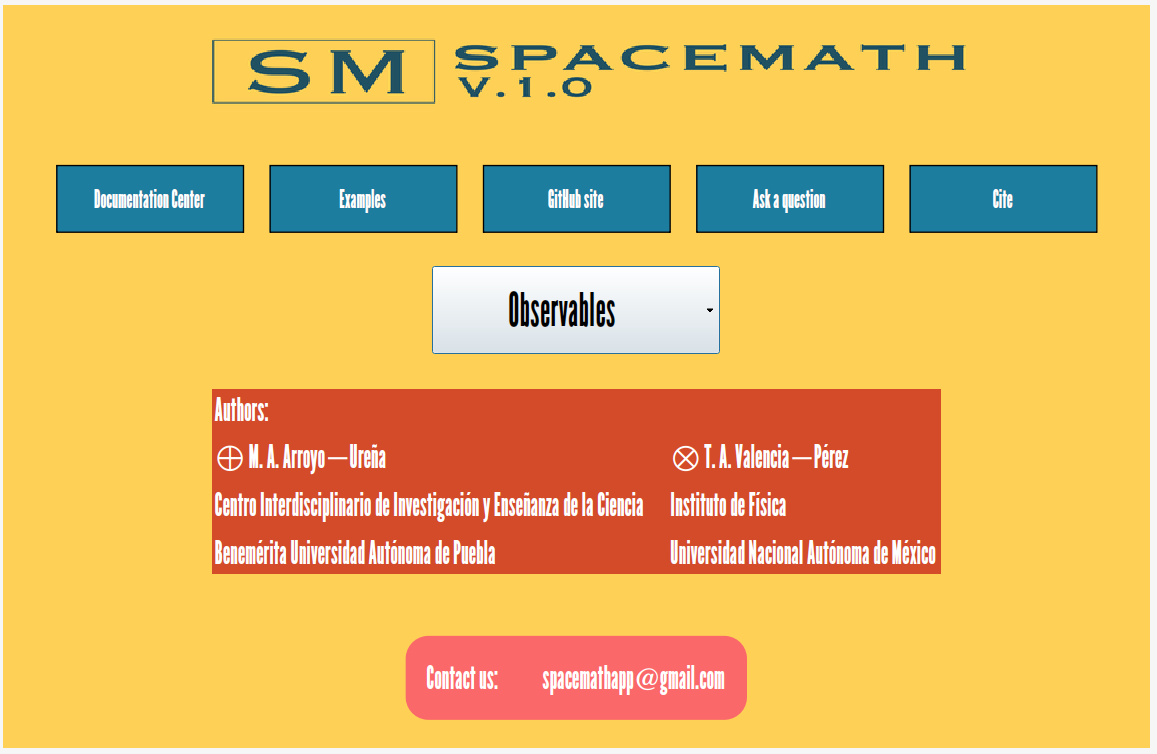 SM SPACEMATH
V.1.0
Documentation Center
Examples
GitHub site
Ask a question
Cite
Observables
Authors:
⊕ M. A. Arroyo—Ureña
⊗ T. A. Valencia—Pérez
Centro Interdisciplinario de Investigación y Enseñanza de la Ciencia
Instituto de Física
Benemérita Universidad Autónoma de Puebla
Universidad Nacional Autónoma de México
Contact us: spacemathapp@gmail.com